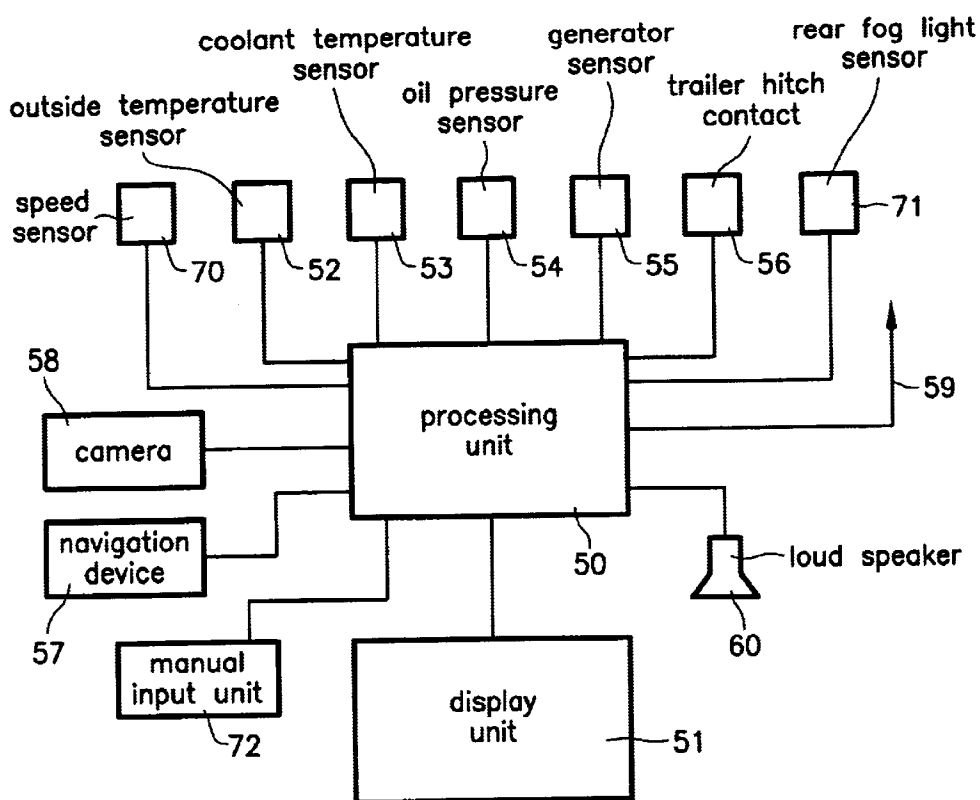 coolant temperature
sensor
generator
sensor
rear fog light
sensor
outside temperature
sensor
oil pressure
sensor
trailer hitch
contact
speed
sensor
70
52
53
54
55
56
71
58
camera
processing
unit
59
navigation
device
50
loud speaker
57
manual
input unit
60
72
display
unit
51